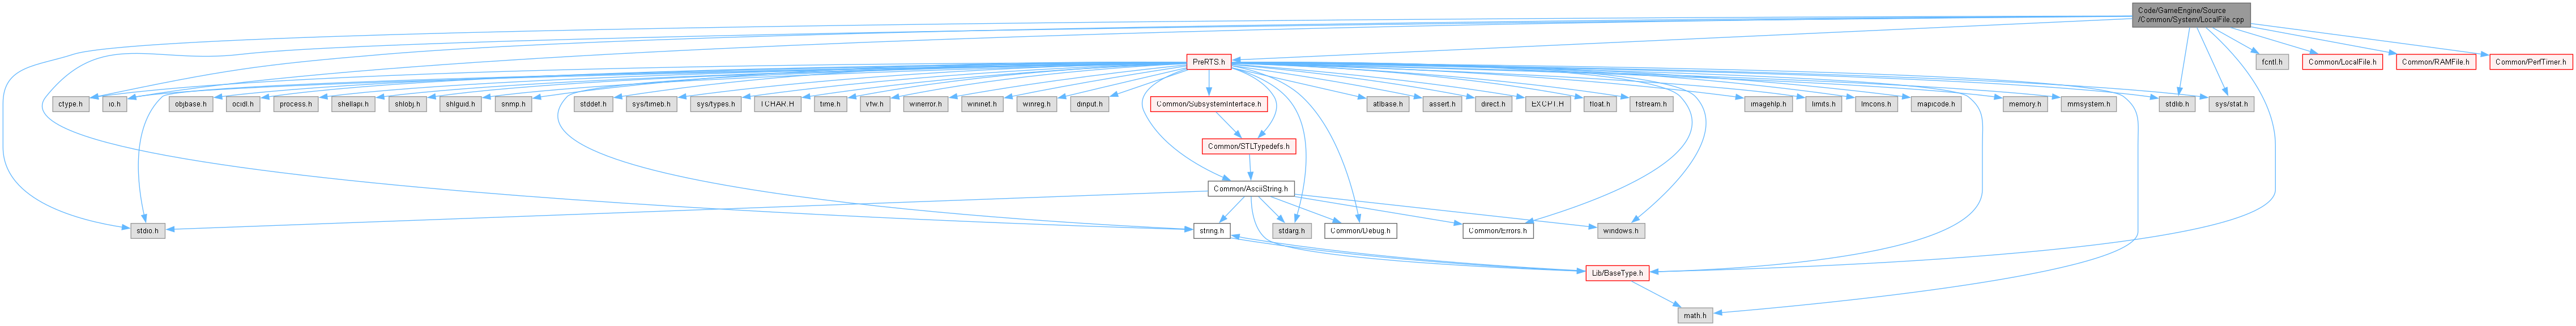 Code/GameEngine/Source
/Common/System/LocalFile.cpp
PreRTS.h
fcntl.h
Common/LocalFile.h
Common/RAMFile.h
Common/PerfTimer.h
ctype.h
io.h
objbase.h
ocidl.h
process.h
shellapi.h
shlobj.h
shlguid.h
snmp.h
stddef.h
sys/timeb.h
sys/types.h
TCHAR.H
time.h
vfw.h
winerror.h
wininet.h
winreg.h
dinput.h
Common/SubsystemInterface.h
atlbase.h
assert.h
direct.h
EXCPT.H
float.h
fstream.h
imagehlp.h
limits.h
lmcons.h
mapicode.h
memory.h
mmsystem.h
stdlib.h
sys/stat.h
Common/STLTypedefs.h
Common/AsciiString.h
stdio.h
string.h
stdarg.h
Common/Debug.h
Common/Errors.h
windows.h
Lib/BaseType.h
math.h